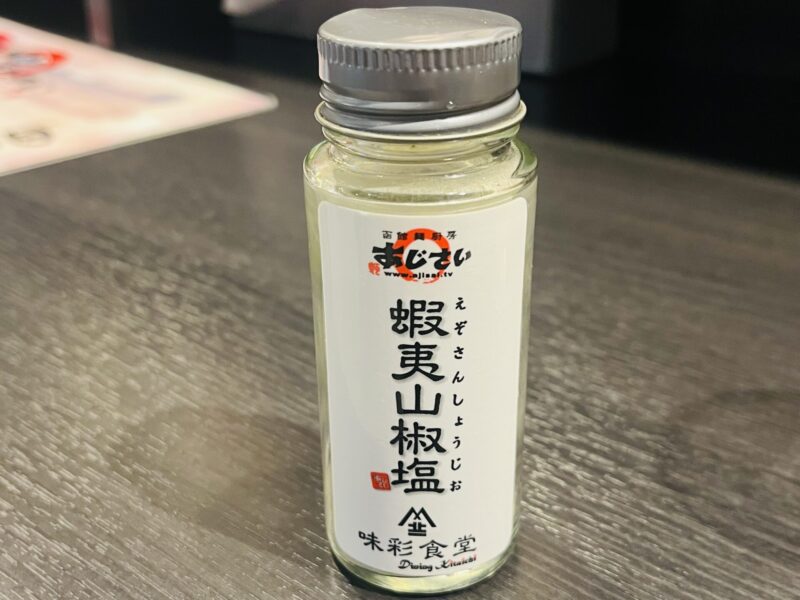 函館麺厨房
あじさい
www.ajisai.tv
蝦夷山椒塩
えぞさんしょうじお
味彩食堂
Dining Kitaichi